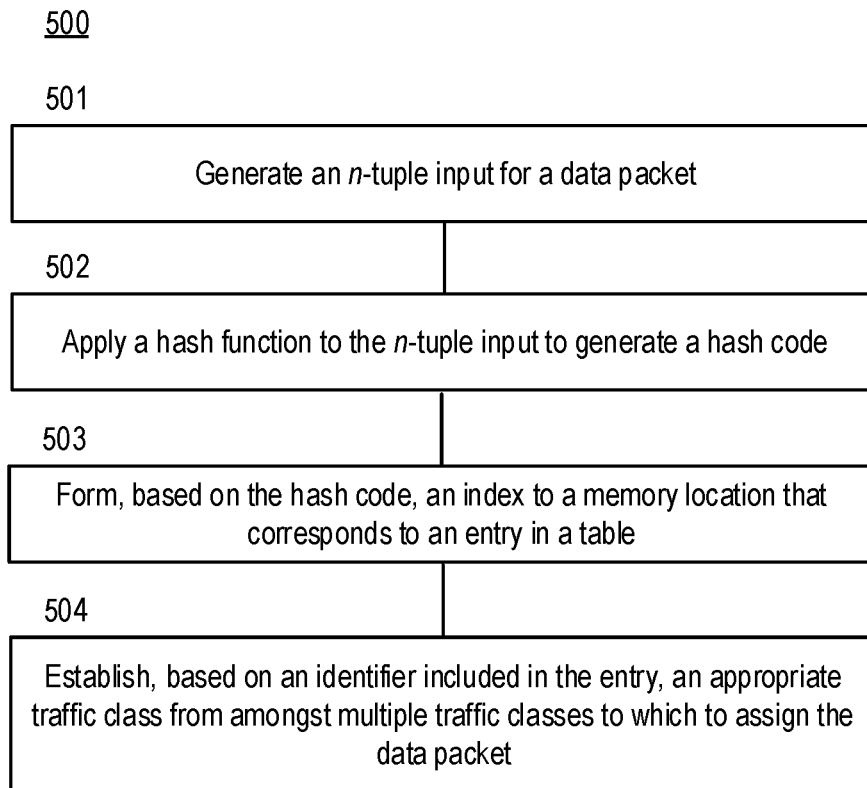 500
501
Generate an n-tuple input for a data packet
502
Apply a hash function to the n-tuple input to generate a hash code
503
Form, based on the hash code, an index to a memory location that
corresponds to an entry in a table
504
Establish, based on an identifier included in the entry, an appropriate
traffic class from amongst multiple traffic classes to which to assign the
data packet